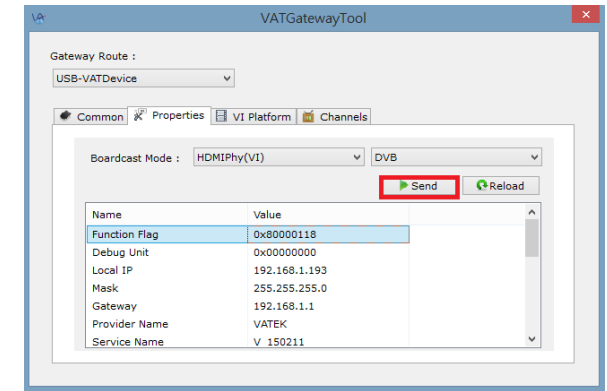 VATGatewayTool
Gateway Route :
USB-VATDevice
Common Properties VI Platform Channels
Boardcast Mode : HDMIPhy(VI) DVB
Send Reload
Name Value
Function Flag 0x80000118
Debug Unit 0x00000000
Local IP 192.168.1.193
Mask 255.255.255.0
Gateway 192.168.1.1
Provider Name VATEK
Service Name V_150211